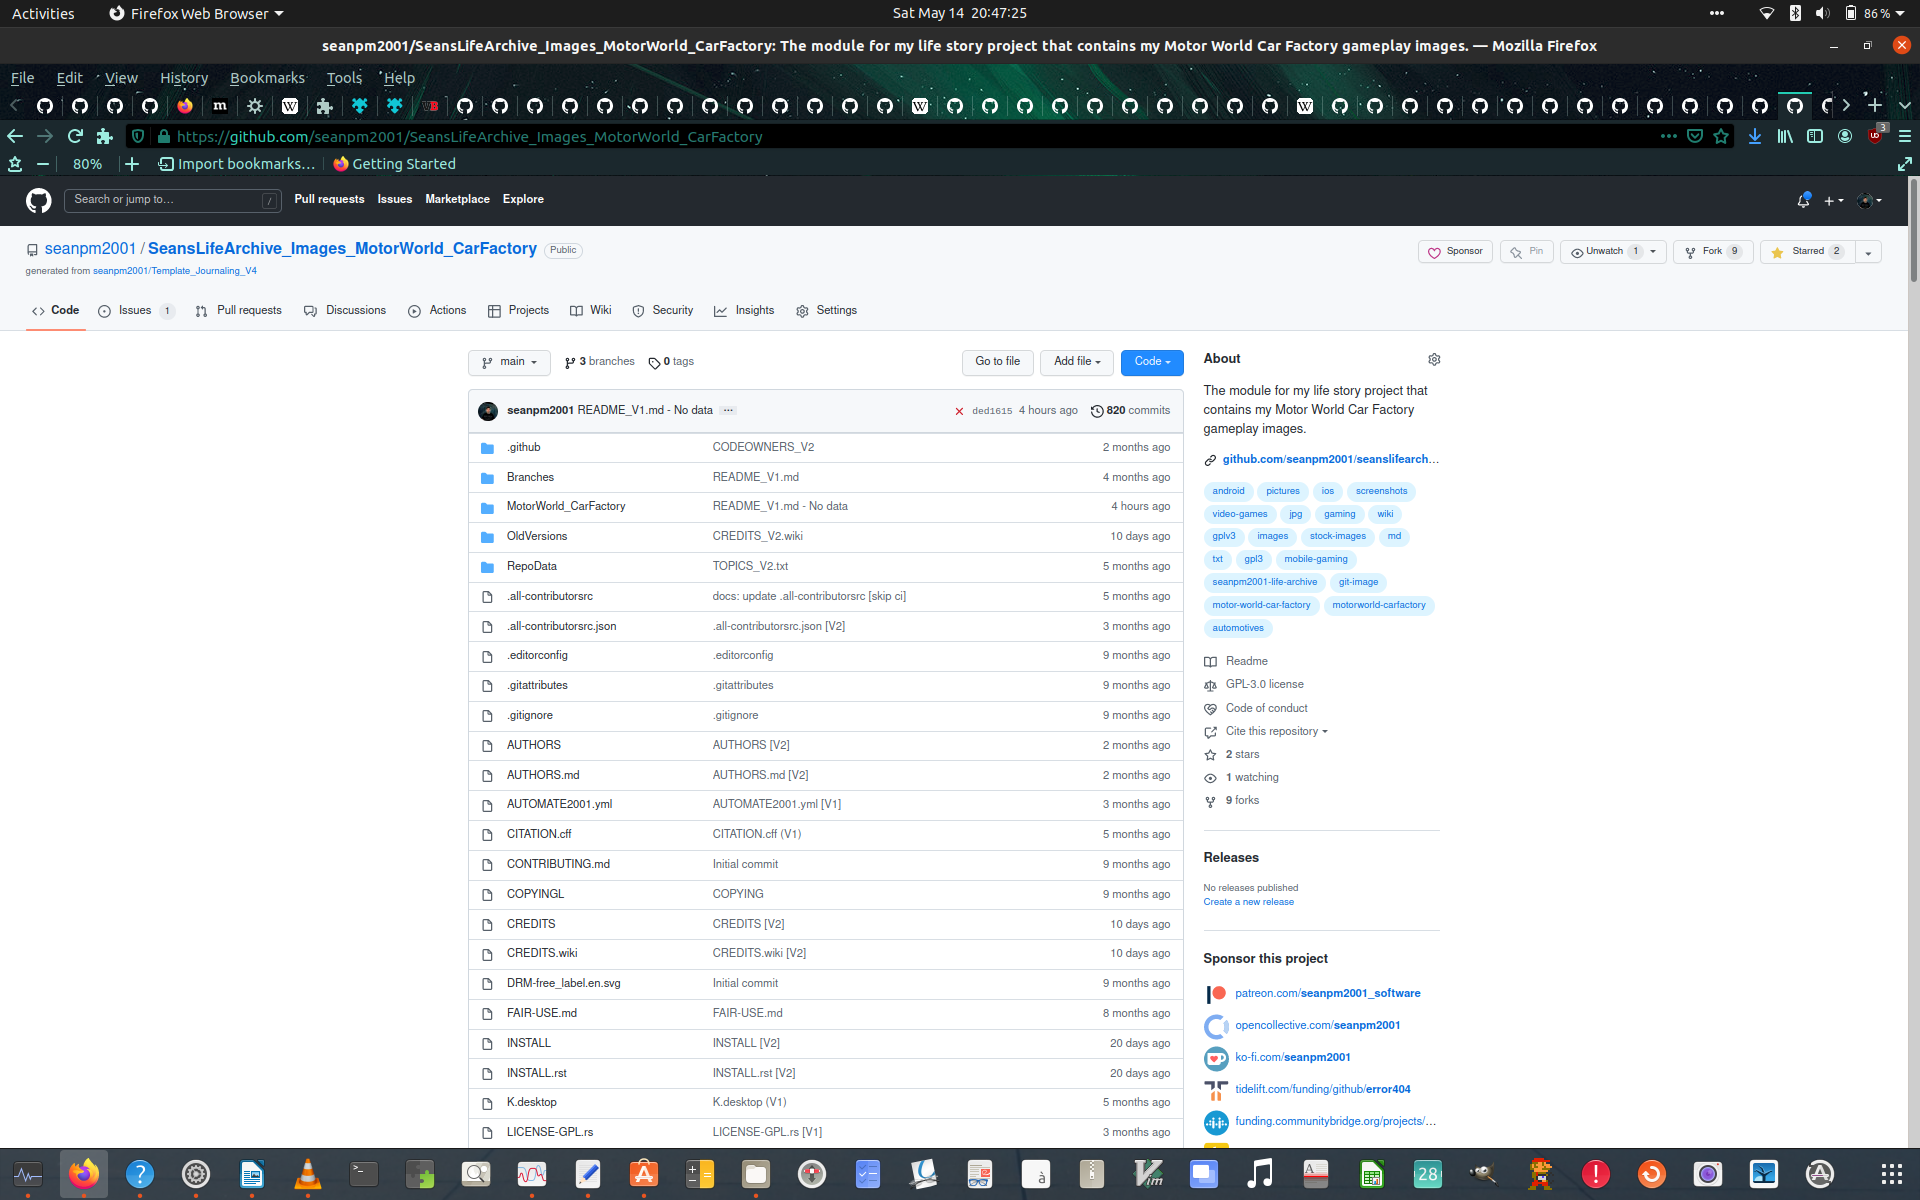 Activities Firefox Web Browser Sat May 14 20:47:25 86 %
seanpm2001/SeansLifeArchive_Images_MotorWorld_CarFactory: The module for my life story project that contains my Motor World Car Factory gameplay images. — Mozilla Firefox
File Edit View History Bookmarks Tools Help
https://github.com/seanpm2001/SeansLifeArchive_Images_MotorWorld_CarFactory 3
80% Import bookmarks… Getting Started
Search or jump to… / Pull requests Issues Marketplace Explore
seanpm2001 / SeansLifeArchive_Images_MotorWorld_CarFactory Public
Sponsor Pin Unwatch 1 Fork 9 Starred 2
generated from seanpm2001/Template_Journaling_V4
Code Issues 1 Pull requests Discussions Actions Projects Wiki Security Insights Settings
main 3 branches 0 tags Go to file Add file Code
seanpm2001 README_V1.md - No data ... ded1615 4 hours ago 820 commits
.github CODEOWNERS_V2 2 months ago
Branches README_V1.md 4 months ago
MotorWorld_CarFactory README_V1.md - No data 4 hours ago
OldVersions CREDITS_V2.wiki 10 days ago
RepoData TOPICS_V2.txt 5 months ago
.all-contributorsrc docs: update .all-contributorsrc [skip ci] 5 months ago
.all-contributorsrc.json .all-contributorsrc.json [V2] 3 months ago
.editorconfig .editorconfig 9 months ago
.gitattributes .gitattributes 9 months ago
.gitignore .gitignore 9 months ago
AUTHORS AUTHORS [V2] 2 months ago
AUTHORS.md AUTHORS.md [V2] 2 months ago
AUTOMATE2001.yml AUTOMATE2001.yml [V1] 3 months ago
CITATION.cff CITATION.cff (V1) 5 months ago
CONTRIBUTING.md Initial commit 9 months ago
COPYINGL COPYING 9 months ago
CREDITS CREDITS [V2] 10 days ago
CREDITS.wiki CREDITS.wiki [V2] 10 days ago
DRM-free_label.en.svg Initial commit 9 months ago
FAIR-USE.md FAIR-USE.md 8 months ago
INSTALL INSTALL [V2] 20 days ago
INSTALL.rst INSTALL.rst [V2] 20 days ago
K.desktop K.desktop (V1) 5 months ago
LICENSE-GPL.rs LICENSE-GPL.rs [V1] 3 months ago
About
The module for my life story project that
contains my Motor World Car Factory
gameplay images.
github.com/seanpm2001/seanslifearch…
android pictures ios screenshots
video-games jpg gaming wiki
gplv3 images stock-images md
txt gpl3 mobile-gaming
seanpm2001-life-archive git-image
motor-world-car-factory motorworld-carfactory
automotives
Readme
GPL-3.0 license
Code of conduct
Cite this repository
2 stars
1 watching
9 forks
Releases
No releases published
Create a new release
Sponsor this project
patreon.com/seanpm2001_software
opencollective.com/seanpm2001
ko-fi.com/seanpm2001
tidelift.com/funding/github/error404
funding.communitybridge.org/projects/…
28